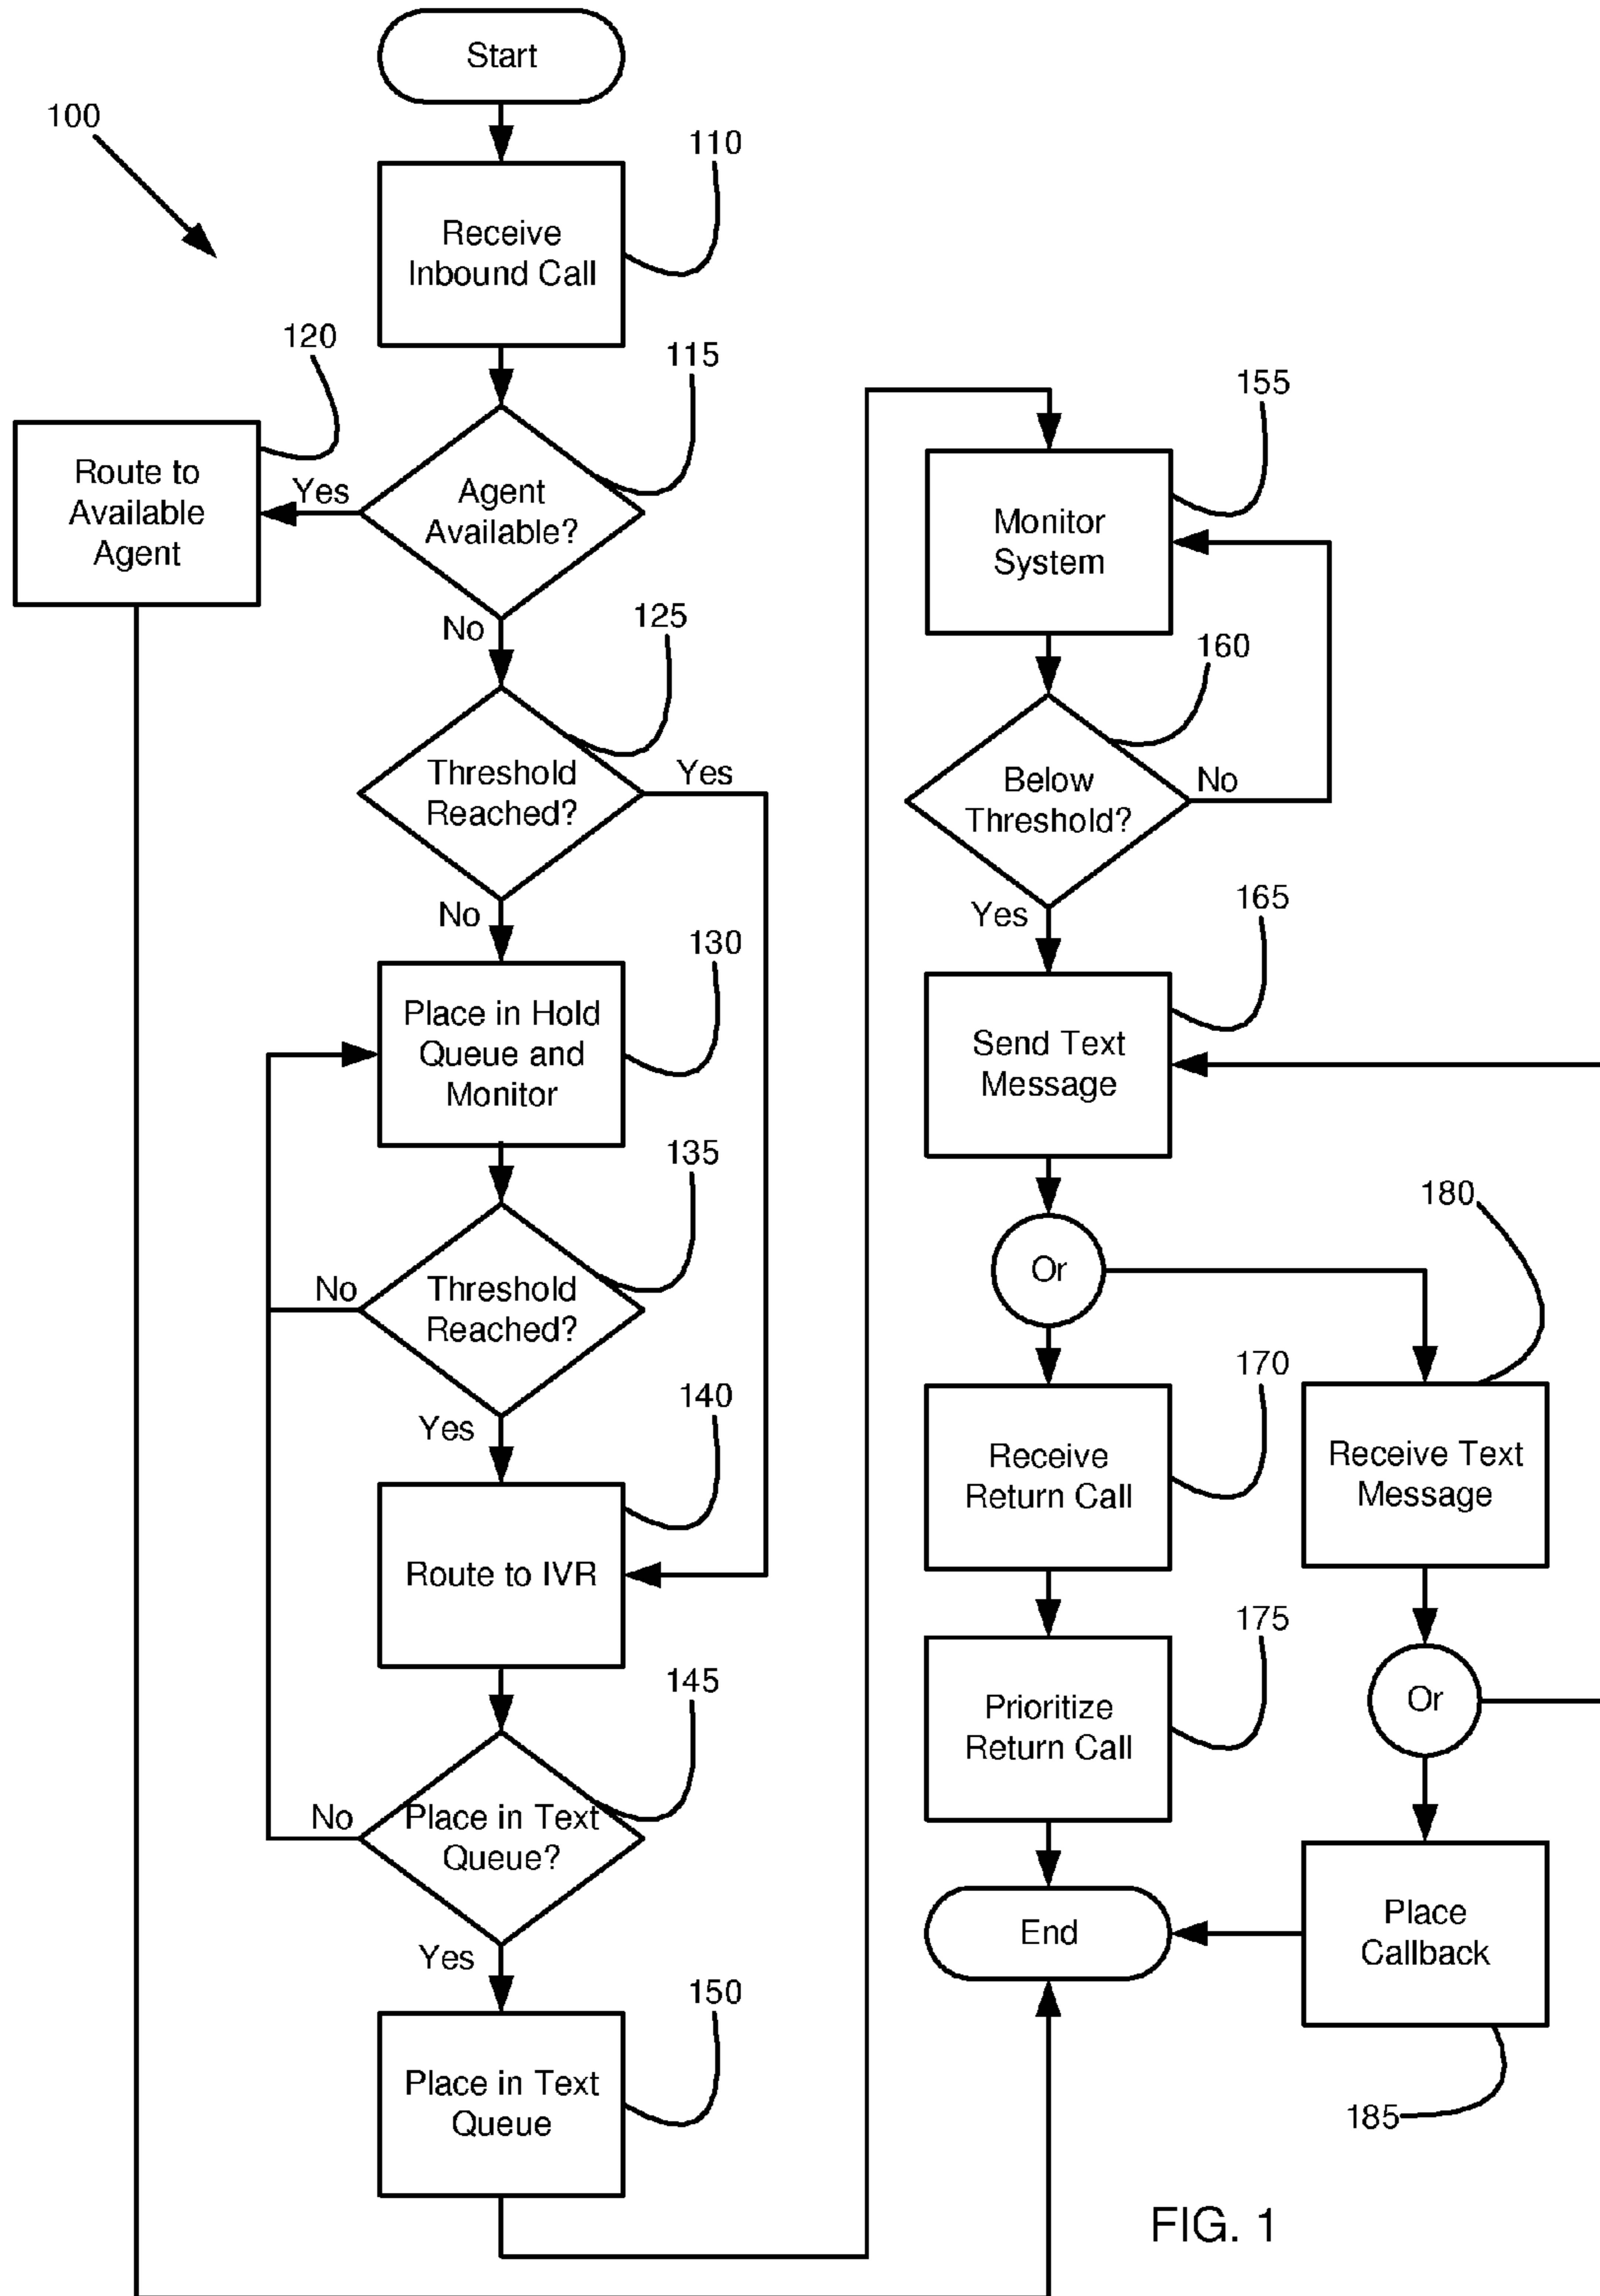 Start
100
110
Receive
Inbound Call
120
115
Route to
Available
Agent
Yes
Agent
Available?
No
125
Threshold
Reached?
Yes
No
130
Place in Hold
Queue and
Monitor
135
No
Threshold
Reached?
Yes
140
Route to IVR
145
No
Place in Text
Queue?
Yes
150
Place in Text
Queue
155
Monitor
System
160
Below
Threshold?
No
Yes
165
Send Text
Message
180
Or
170
Receive
Return Call
Receive Text
Message
175
Prioritize
Return Call
Or
End
Place
Callback
185
FIG. 1